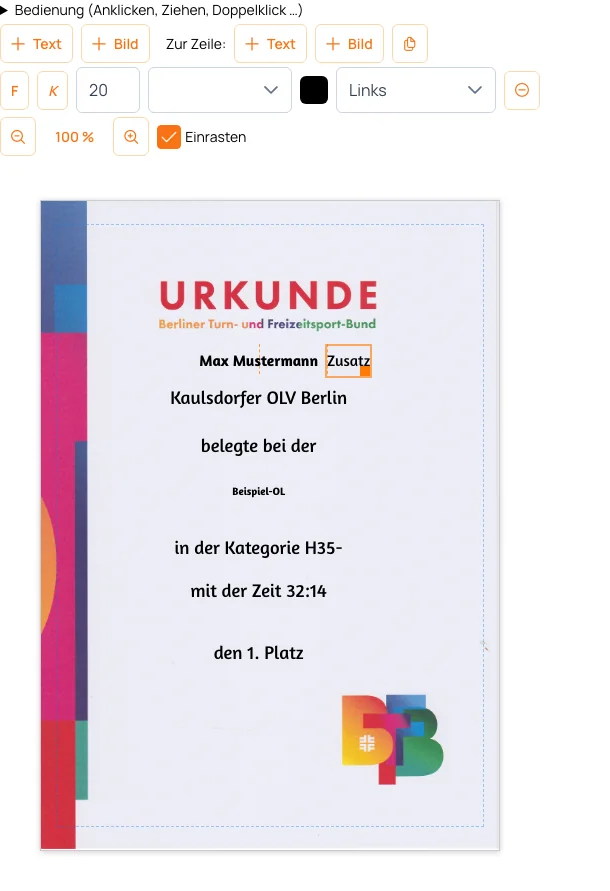 Bedienung (Anklicken, Ziehen, Doppelklick …)
Text Bild Zur Zeile: Text Bild
F K 20 Links
100 % Einrasten
URKUNDE
Berliner Turn- und Freizeitsport-Bund
Max Mustermann Zusatz
Kaulsdorfer OLV Berlin
belegte bei der
Beispiel-OL
in der Kategorie H35-
mit der Zeit 32:14
den 1. Platz
BTB